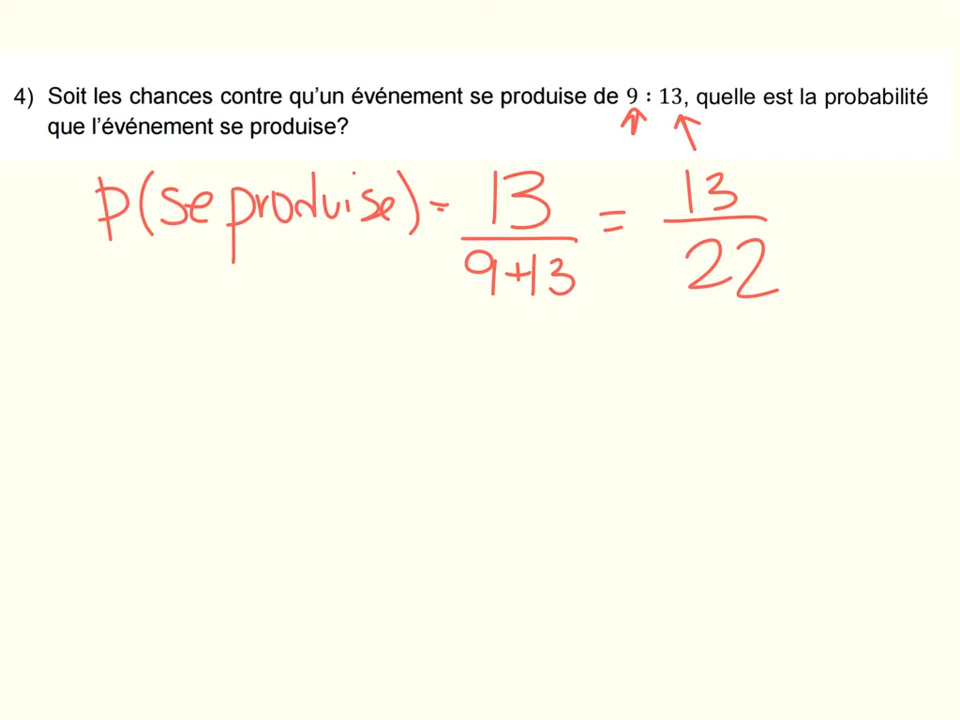 4) Soit les chances contre qu'un événement se produise de 9 : 13, quelle est la probabilité
que l'événement se produise?
P(se produise) = 13/9+13 = 13/22